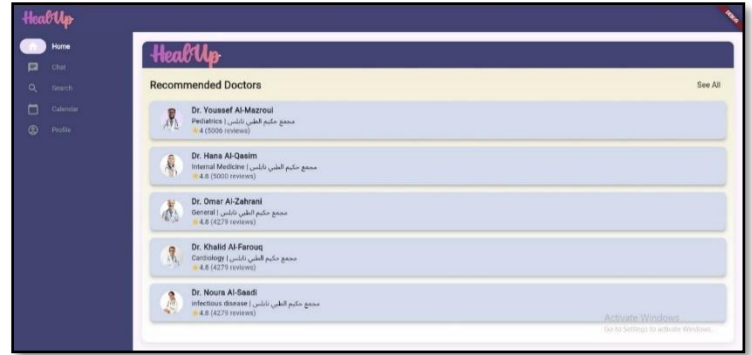 HealUp
DEBUG
Home
Chat
Search
Calendar
Profile
HealUp
Recommended Doctors
See All
Dr. Youssef Al-Mazroui
Pediatrics | مجمع حكيم الطبي نابلس
4 (5006 reviews)
Dr. Hana Al-Qasim
Internal Medicine | مجمع حكيم الطبي نابلس
4.8 (5000 reviews)
Dr. Omar Al-Zahrani
General | مجمع حكيم الطبي نابلس
4.8 (4279 reviews)
Dr. Khalid Al-Farouq
Cardiology | مجمع حكيم الطبي نابلس
4.8 (4279 reviews)
Dr. Noura Al-Saadi
infectious disease | مجمع حكيم الطبي نابلس
4.8 (4279 reviews)
Activate Windows
Go to Settings to activate Windows.